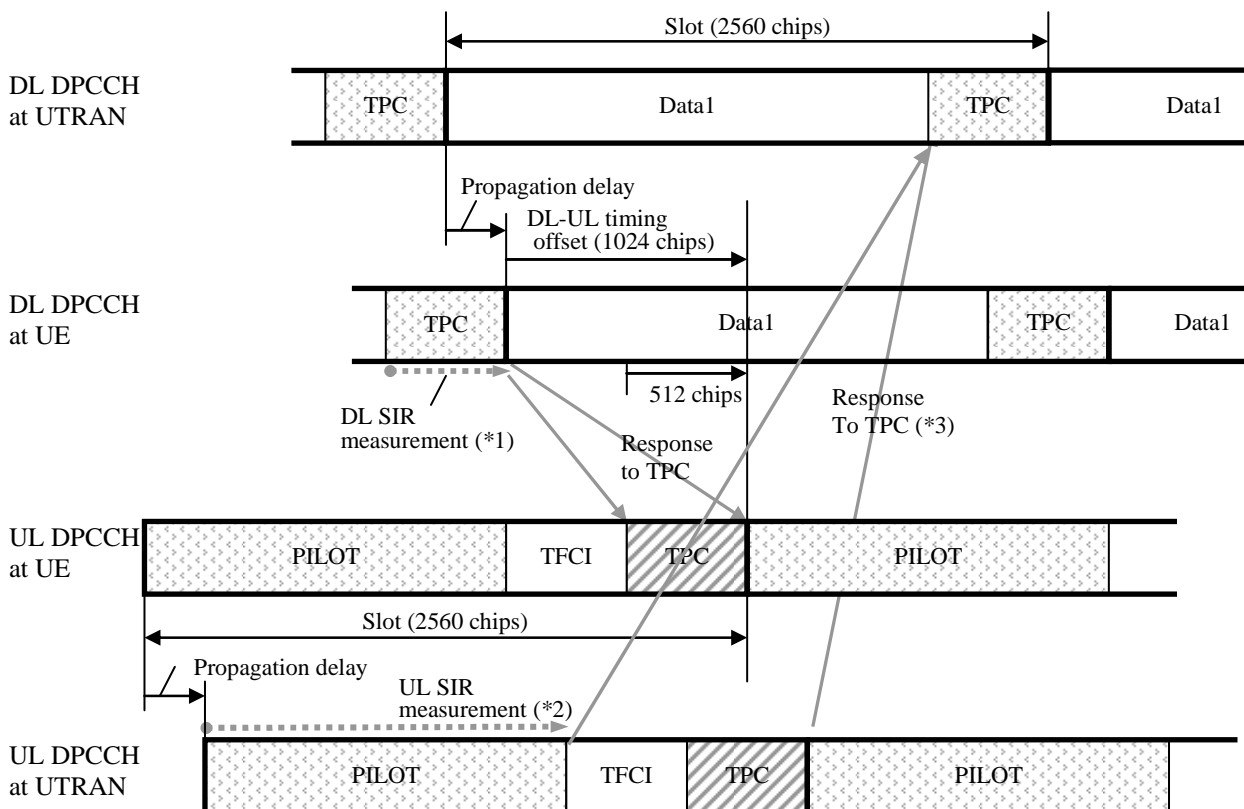 Slot (2560 chips)
DL DPCCH
at UTRAN
TPC
Data1
TPC
Data1
Propagation delay
DL-UL timing
offset (1024 chips)
DL DPCCH
at UE
TPC
Data1
TPC
Data1
512 chips
DL SIR
measurement (*1)
Response
to TPC
Response
To TPC (*3)
UL DPCCH
at UE
PILOT
TFCI
TPC
PILOT
Slot (2560 chips)
Propagation delay
UL SIR
measurement (*2)
UL DPCCH
at UTRAN
PILOT
TFCI
TPC
PILOT